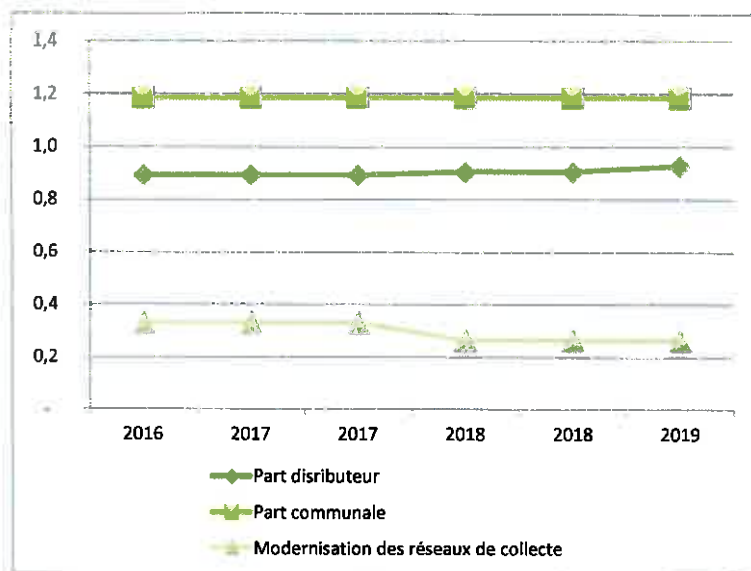 1,4
1,2
1,0
0,8
0,6
0,4
0,2
-
2016 2017 2017 2018 2018 2019
Part disributeur
Part communale
Modernisation des réseaux de collecte